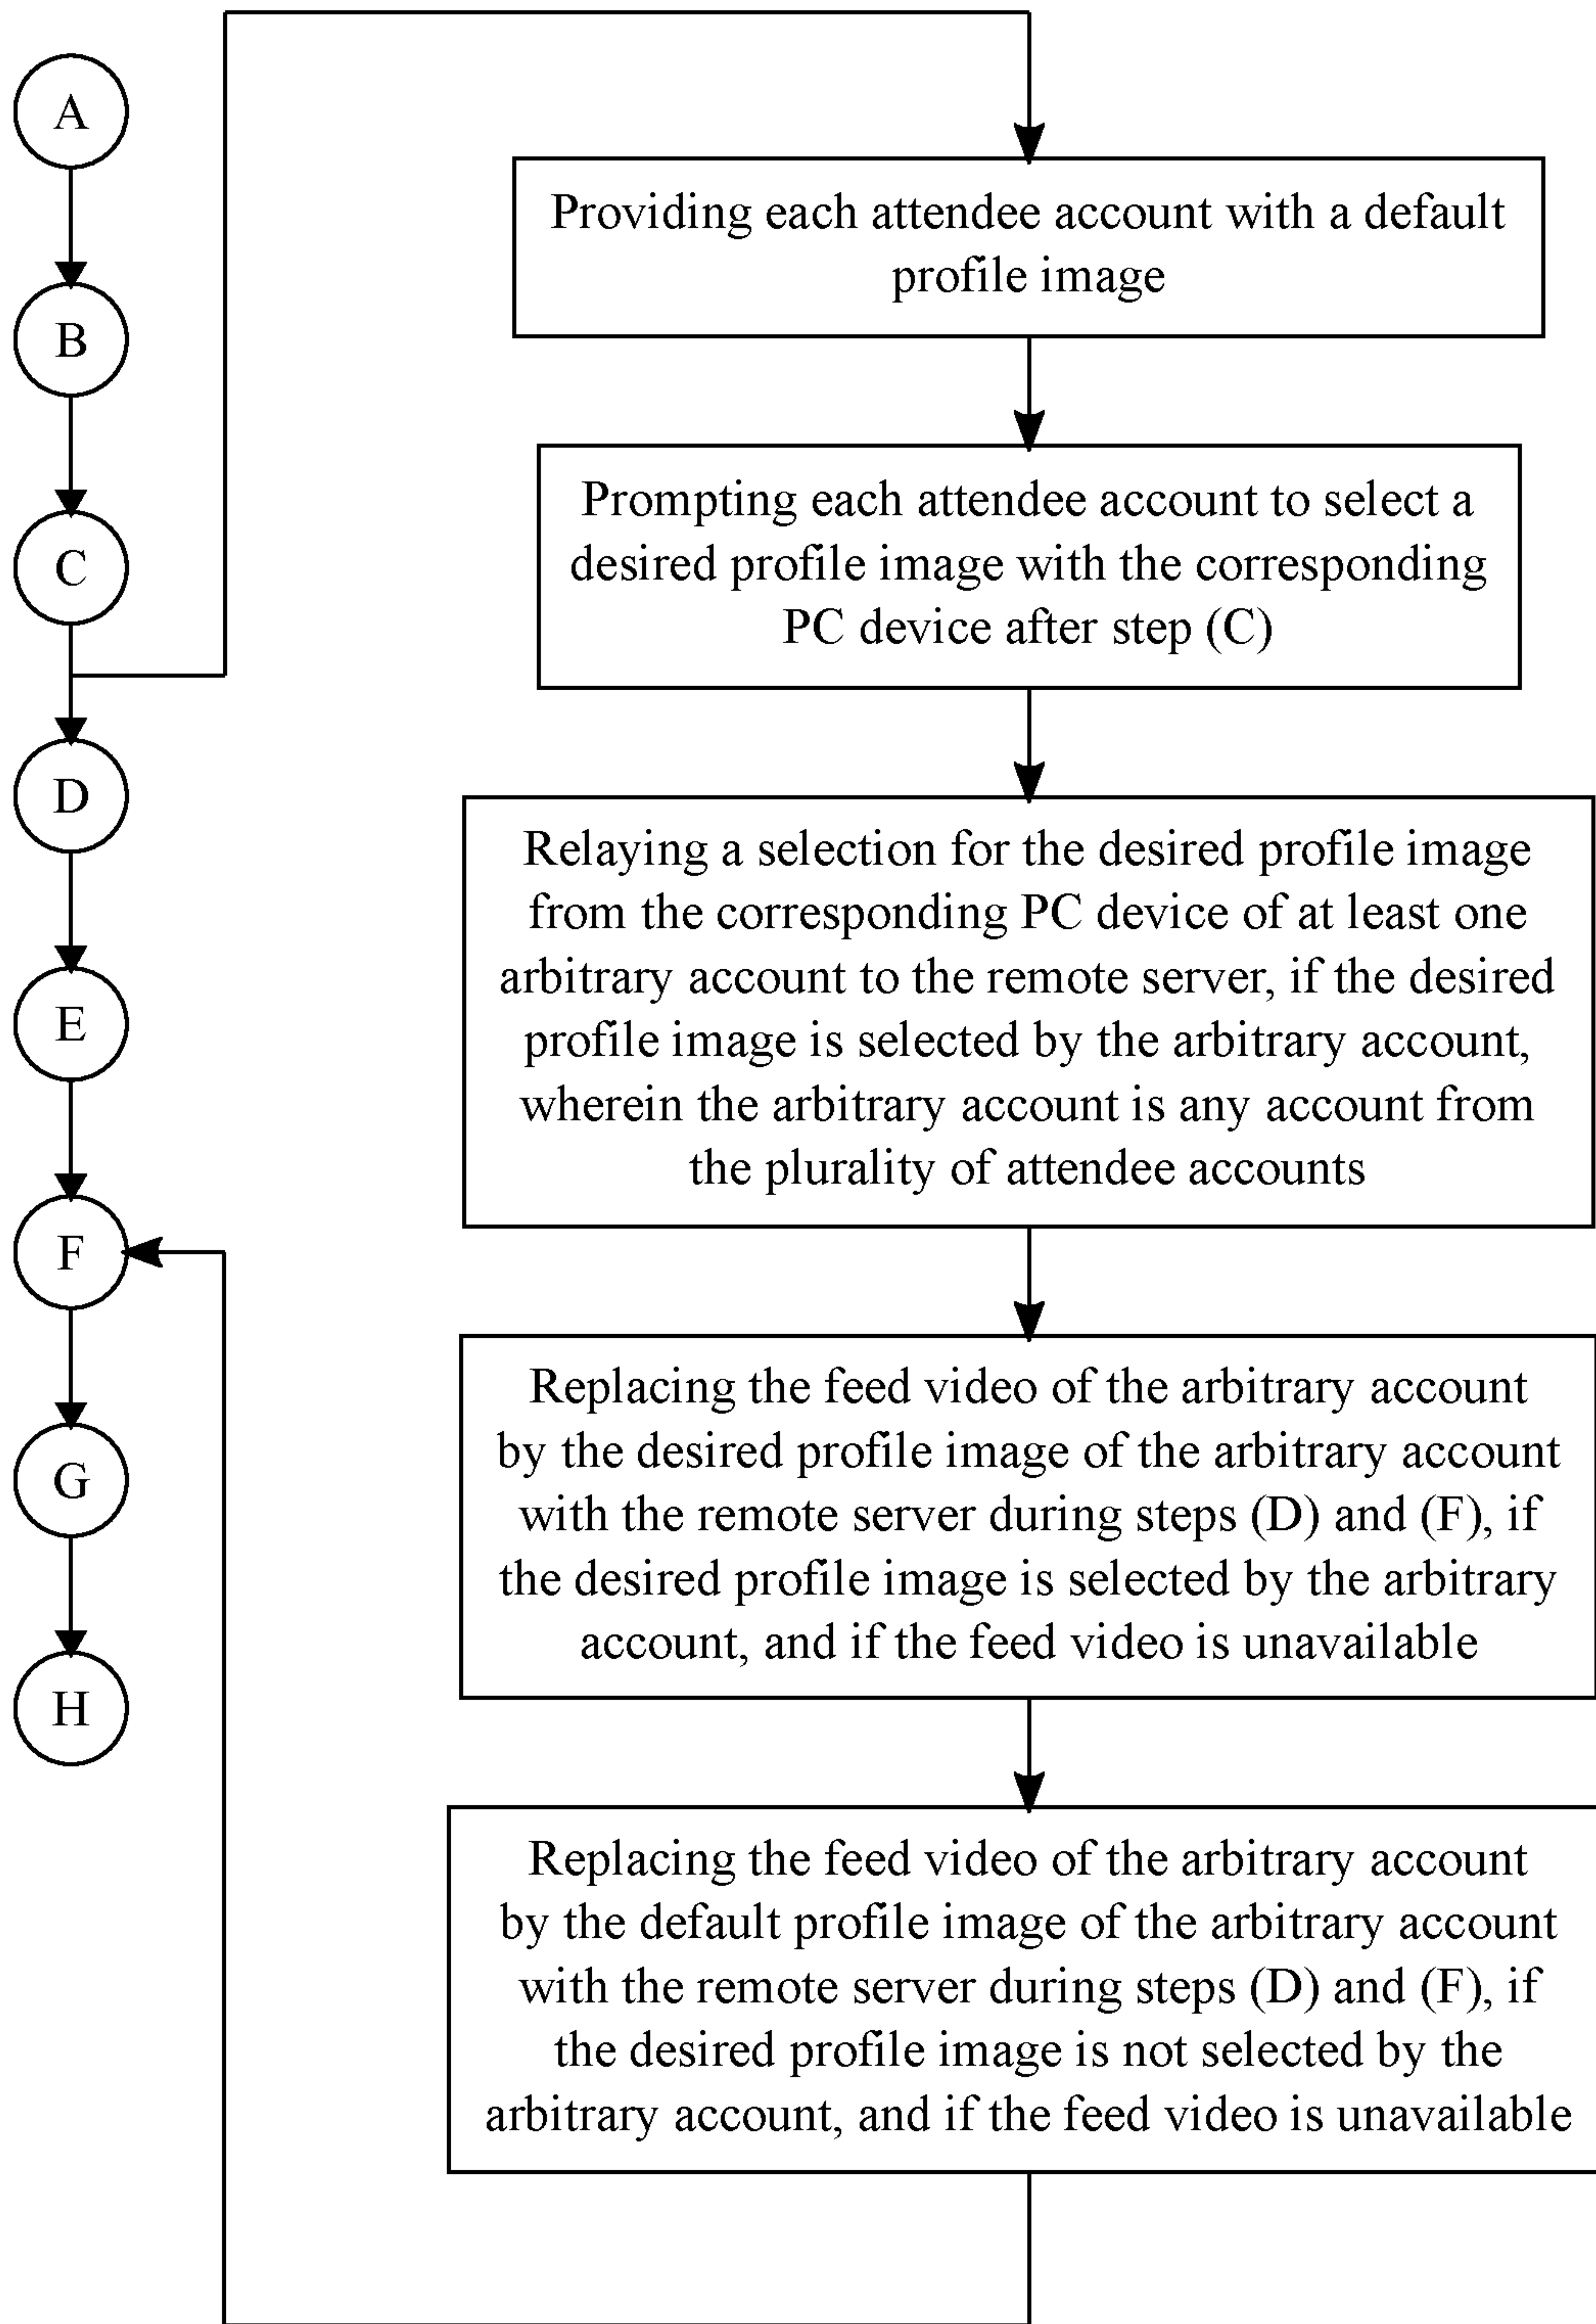 A
B
C
D
E
F
G
H
Providing each attendee account with a default
profile image
Prompting each attendee account to select a
desired profile image with the corresponding
PC device after step (C)
Relaying a selection for the desired profile image
from the corresponding PC device of at least one
arbitrary account to the remote server, if the desired
profile image is selected by the arbitrary account,
wherein the arbitrary account is any account from
the plurality of attendee accounts
Replacing the feed video of the arbitrary account
by the desired profile image of the arbitrary account
with the remote server during steps (D) and (F), if
the desired profile image is selected by the arbitrary
account, and if the feed video is unavailable
Replacing the feed video of the arbitrary account
by the default profile image of the arbitrary account
with the remote server during steps (D) and (F), if
the desired profile image is not selected by the
arbitrary account, and if the feed video is unavailable